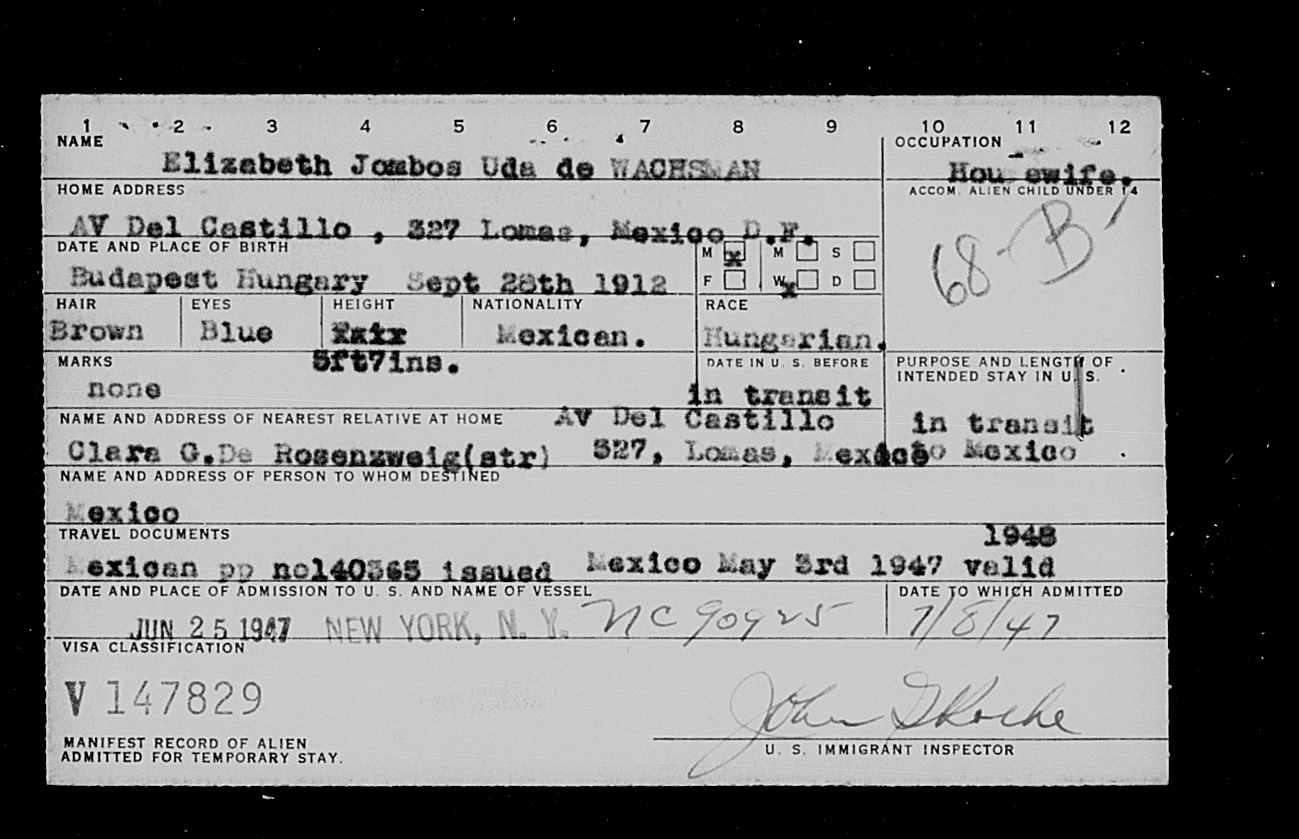 1 2 3 4 5 6 7 8 9 10 11 12
NAME
Elizabeth Jombos Uda de WACHSMAN
OCCUPATION
Hou ewife.
HOME ADDRESS
AV Del Castillo , 327 Lomas, Mexico D.F.
ACCOM. ALIEN CHILD UNDER 14
68-B-1
DATE AND PLACE OF BIRTH
Budapest Hungary Sept 28th 1912
M x M S
F W x D
HAIR EYES HEIGHT NATIONALITY RACE
Brown Blue Mexican. Hungarian.
5ft7ins.
MARKS
none
DATE IN U. S. BEFORE
in transit
PURPOSE AND LENGTH OF
INTENDED STAY IN U. S.
in transit
to Mexico
NAME AND ADDRESS OF NEAREST RELATIVE AT HOME AV Del Castillo
Clara G.De Rosenzweig(str) 327, Lomas, Mexico
NAME AND ADDRESS OF PERSON TO WHOM DESTINED
Mexico
TRAVEL DOCUMENTS 1948
Mexican pp no140365 issued Mexico May 3rd 1947 valid
DATE AND PLACE OF ADMISSION TO U. S. AND NAME OF VESSEL
JUN 25 1947 NEW YORK, N. Y. NC 90925
DATE TO WHICH ADMITTED
7/8/47
VISA CLASSIFICATION
V 147829
John Roche
MANIFEST RECORD OF ALIEN
ADMITTED FOR TEMPORARY STAY.
U. S. IMMIGRANT INSPECTOR